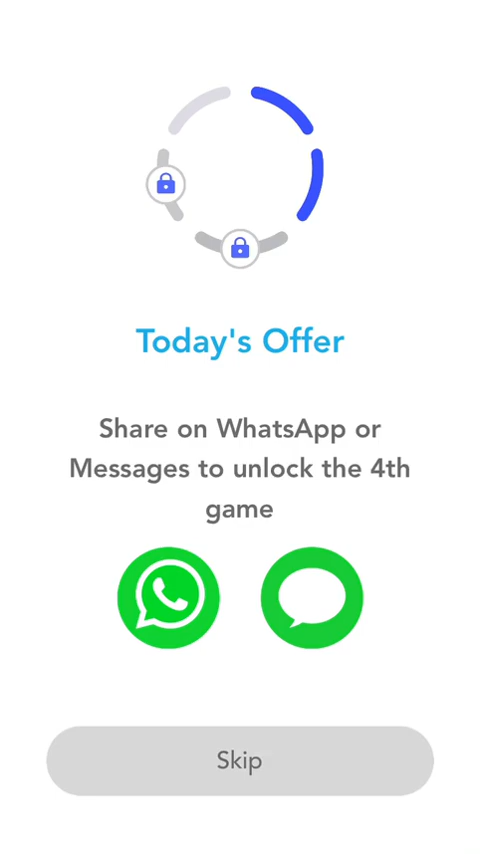 Today's Offer
Share on WhatsApp or
Messages to unlock the 4th
game
Skip